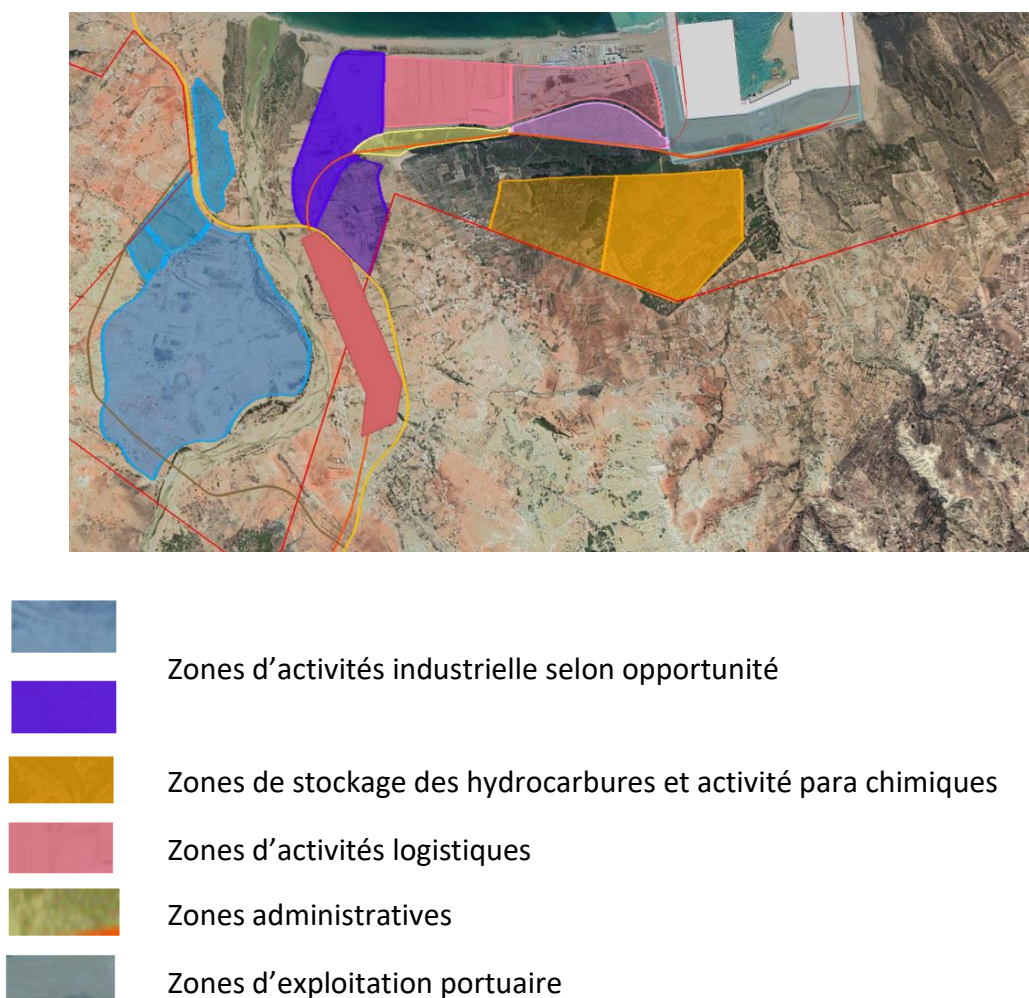 Zones d’activités industrielle selon opportunité
Zones de stockage des hydrocarbures et activité para chimiques
Zones d’activités logistiques
Zones administratives
Zones d’exploitation portuaire